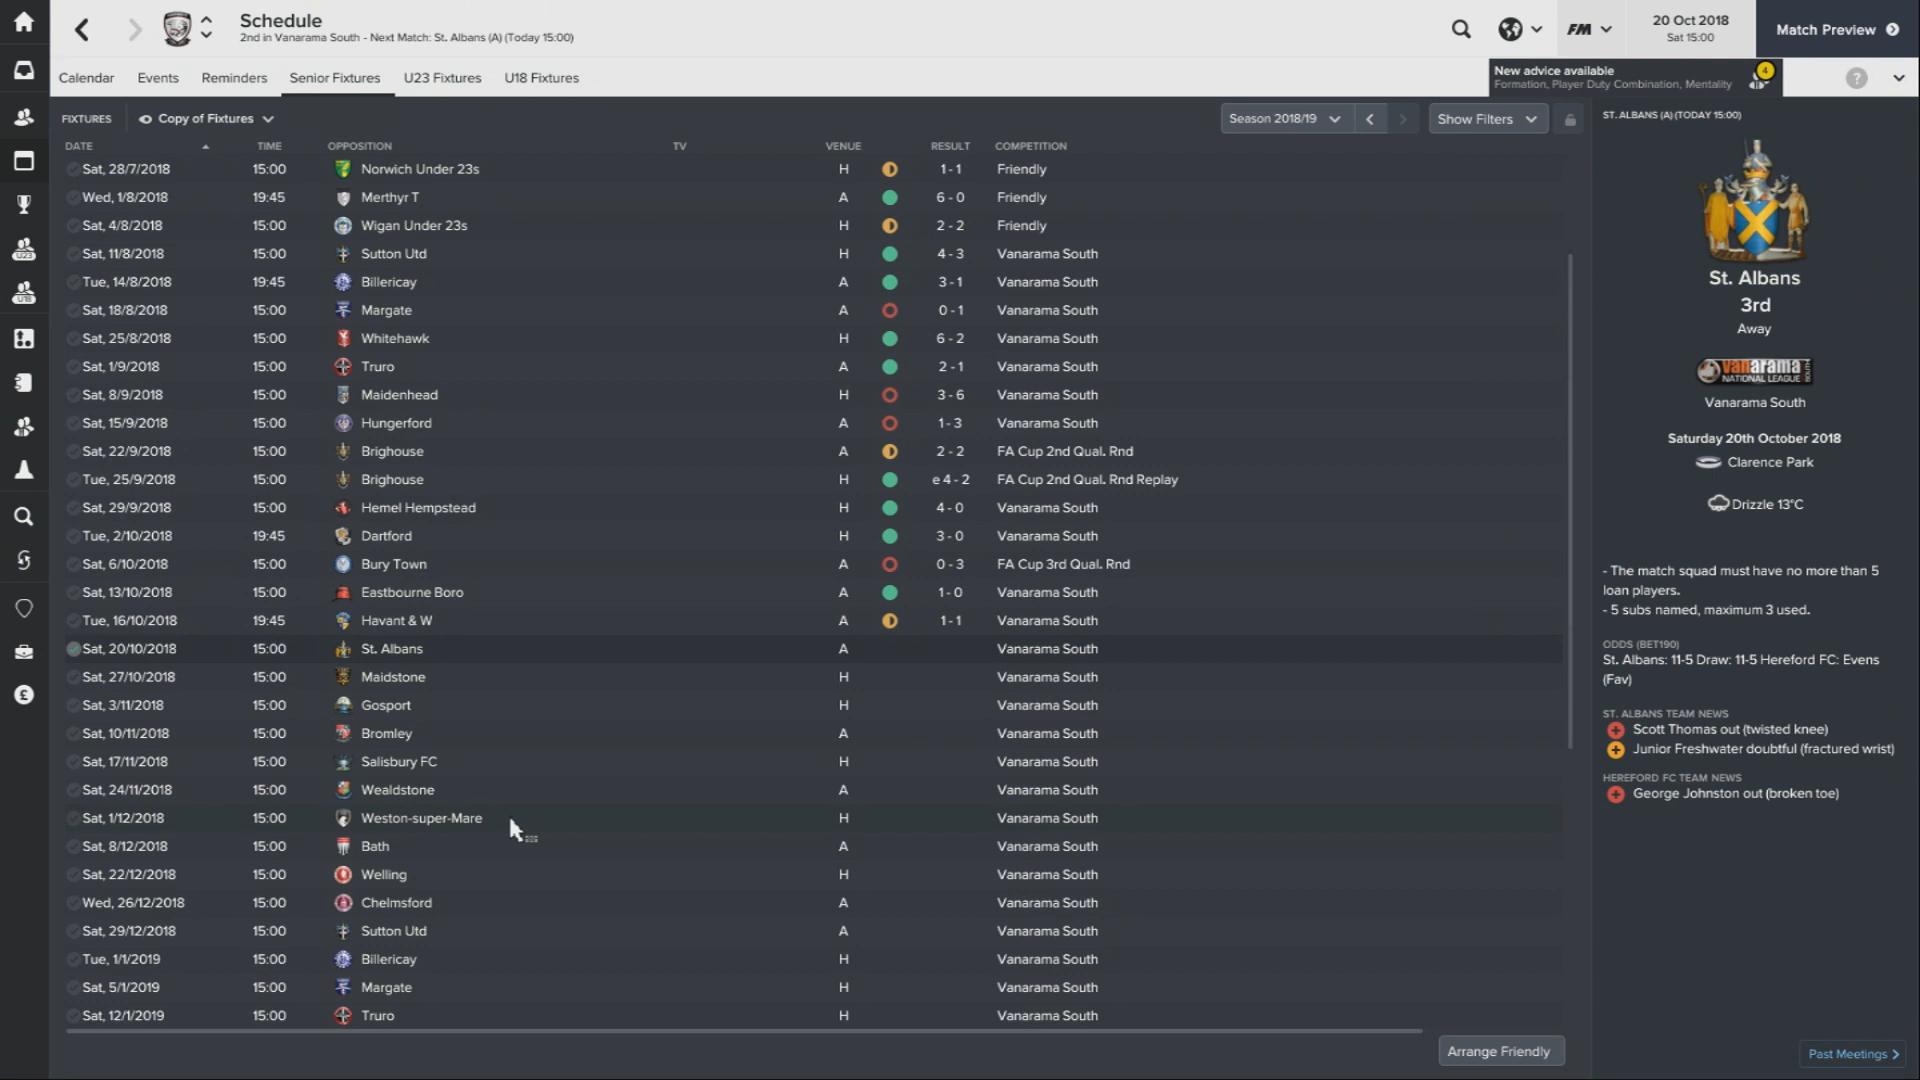 Schedule
2nd in Vanarama South - Next Match: St. Albans (A) (Today 15:00)
FM
20 Oct 2018
Sat 15:00
Match Preview
Calendar Events Reminders Senior Fixtures U23 Fixtures U18 Fixtures
New advice available
Formation, Player Duty Combination, Mentality
4
?
FIXTURES Copy of Fixtures Season 2018/19 Show Filters
DATE TIME OPPOSITION TV VENUE RESULT COMPETITION
Sat, 28/7/2018 15:00 Norwich Under 23s H 1 - 1 Friendly
Wed, 1/8/2018 19:45 Merthyr T A 6 - 0 Friendly
Sat, 4/8/2018 15:00 Wigan Under 23s H 2 - 2 Friendly
Sat, 11/8/2018 15:00 Sutton Utd H 4 - 3 Vanarama South
Tue, 14/8/2018 19:45 Billericay A 3 - 1 Vanarama South
Sat, 18/8/2018 15:00 Margate A 0 - 1 Vanarama South
Sat, 25/8/2018 15:00 Whitehawk H 6 - 2 Vanarama South
Sat, 1/9/2018 15:00 Truro A 2 - 1 Vanarama South
Sat, 8/9/2018 15:00 Maidenhead H 3 - 6 Vanarama South
Sat, 15/9/2018 15:00 Hungerford A 1 - 3 Vanarama South
Sat, 22/9/2018 15:00 Brighouse A 2 - 2 FA Cup 2nd Qual. Rnd
Tue, 25/9/2018 15:00 Brighouse H e 4 - 2 FA Cup 2nd Qual. Rnd Replay
Sat, 29/9/2018 15:00 Hemel Hempstead H 4 - 0 Vanarama South
Tue, 2/10/2018 19:45 Dartford H 3 - 0 Vanarama South
Sat, 6/10/2018 15:00 Bury Town A 0 - 3 FA Cup 3rd Qual. Rnd
Sat, 13/10/2018 15:00 Eastbourne Boro A 1 - 0 Vanarama South
Tue, 16/10/2018 19:45 Havant & W A 1 - 1 Vanarama South
Sat, 20/10/2018 15:00 St. Albans A Vanarama South
Sat, 27/10/2018 15:00 Maidstone H Vanarama South
Sat, 3/11/2018 15:00 Gosport H Vanarama South
Sat, 10/11/2018 15:00 Bromley A Vanarama South
Sat, 17/11/2018 15:00 Salisbury FC H Vanarama South
Sat, 24/11/2018 15:00 Wealdstone A Vanarama South
Sat, 1/12/2018 15:00 Weston-super-Mare H Vanarama South
Sat, 8/12/2018 15:00 Bath A Vanarama South
Sat, 22/12/2018 15:00 Welling H Vanarama South
Wed, 26/12/2018 15:00 Chelmsford A Vanarama South
Sat, 29/12/2018 15:00 Sutton Utd A Vanarama South
Tue, 1/1/2019 15:00 Billericay H Vanarama South
Sat, 5/1/2019 15:00 Margate H Vanarama South
Sat, 12/1/2019 15:00 Truro H Vanarama South
Arrange Friendly
U23
U18
£
ST. ALBANS (A) (TODAY 15:00)
St. Albans
3rd
Away
vanarama
NATIONAL LEAGUE
SOUTH
Vanarama South
Saturday 20th October 2018
Clarence Park
Drizzle 13°C
- The match squad must have no more than 5
loan players.
- 5 subs named, maximum 3 used.
ODDS (BET190)
St. Albans: 11-5 Draw: 11-5 Hereford FC: Evens
(Fav)
ST. ALBANS TEAM NEWS
Scott Thomas out (twisted knee)
Junior Freshwater doubtful (fractured wrist)
HEREFORD FC TEAM NEWS
George Johnston out (broken toe)
Past Meetings